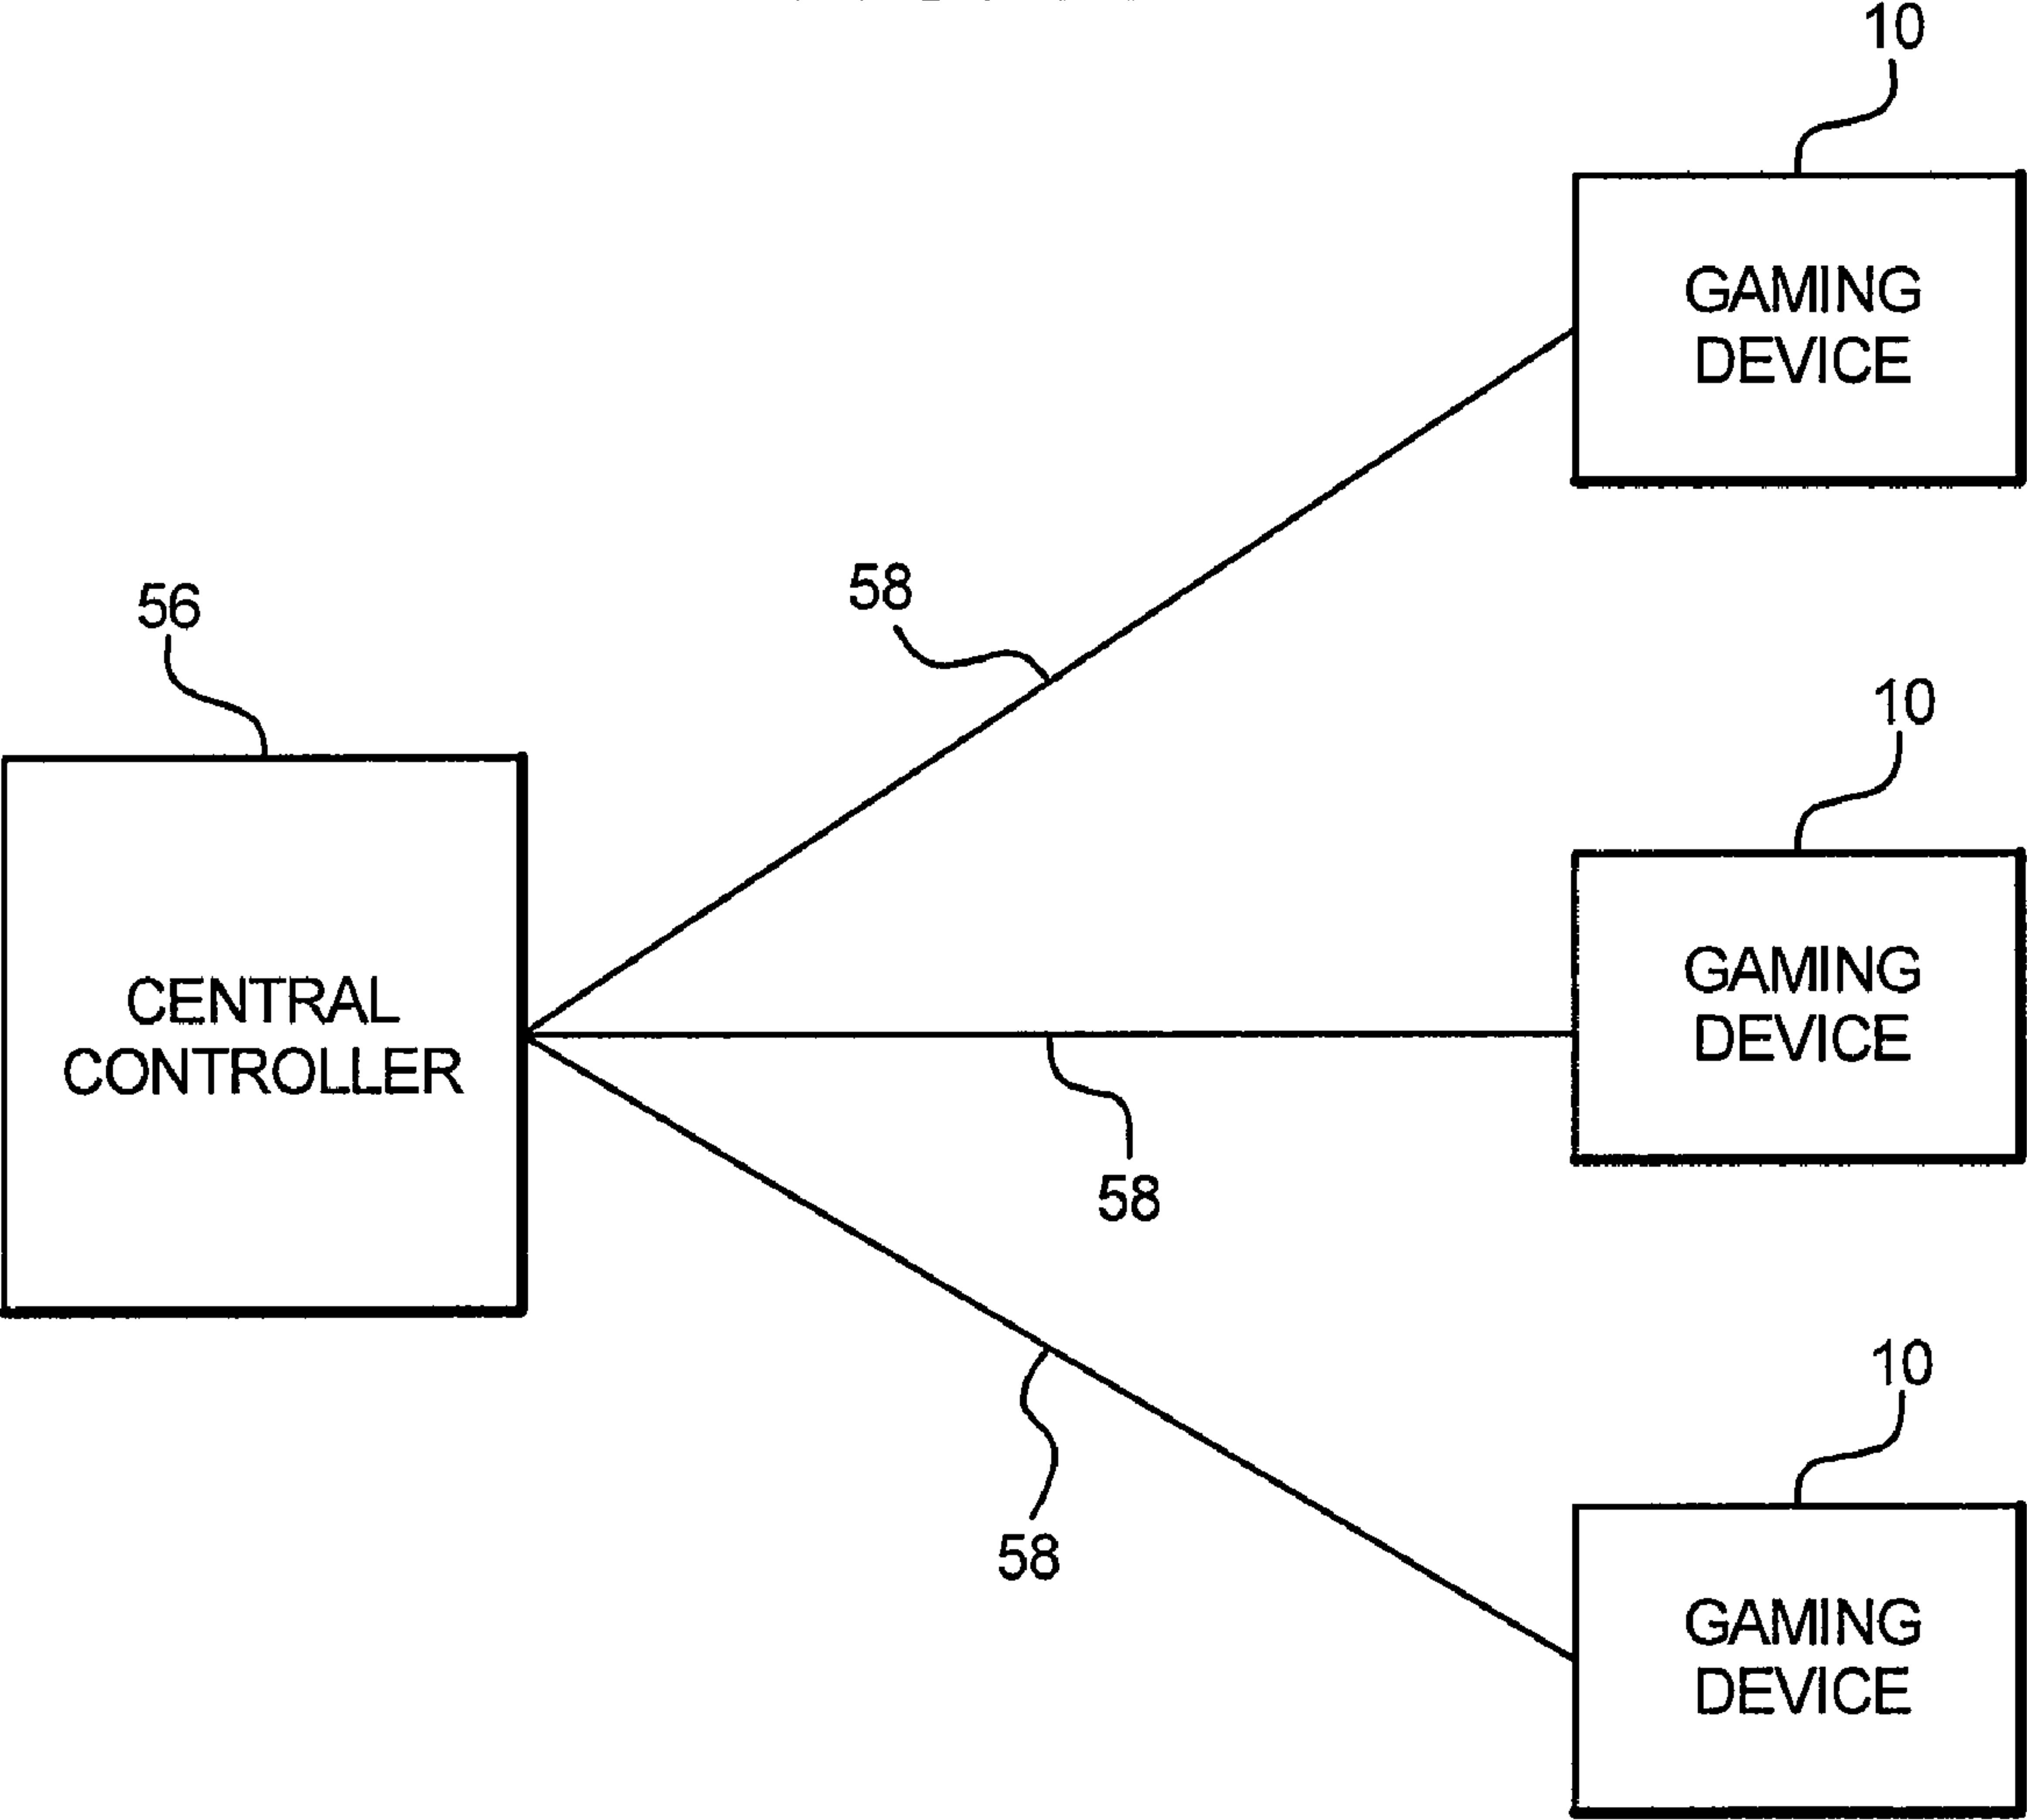 10
GAMING
DEVICE
58
56
10
CENTRAL
CONTROLLER
GAMING
DEVICE
58
10
58
GAMING
DEVICE